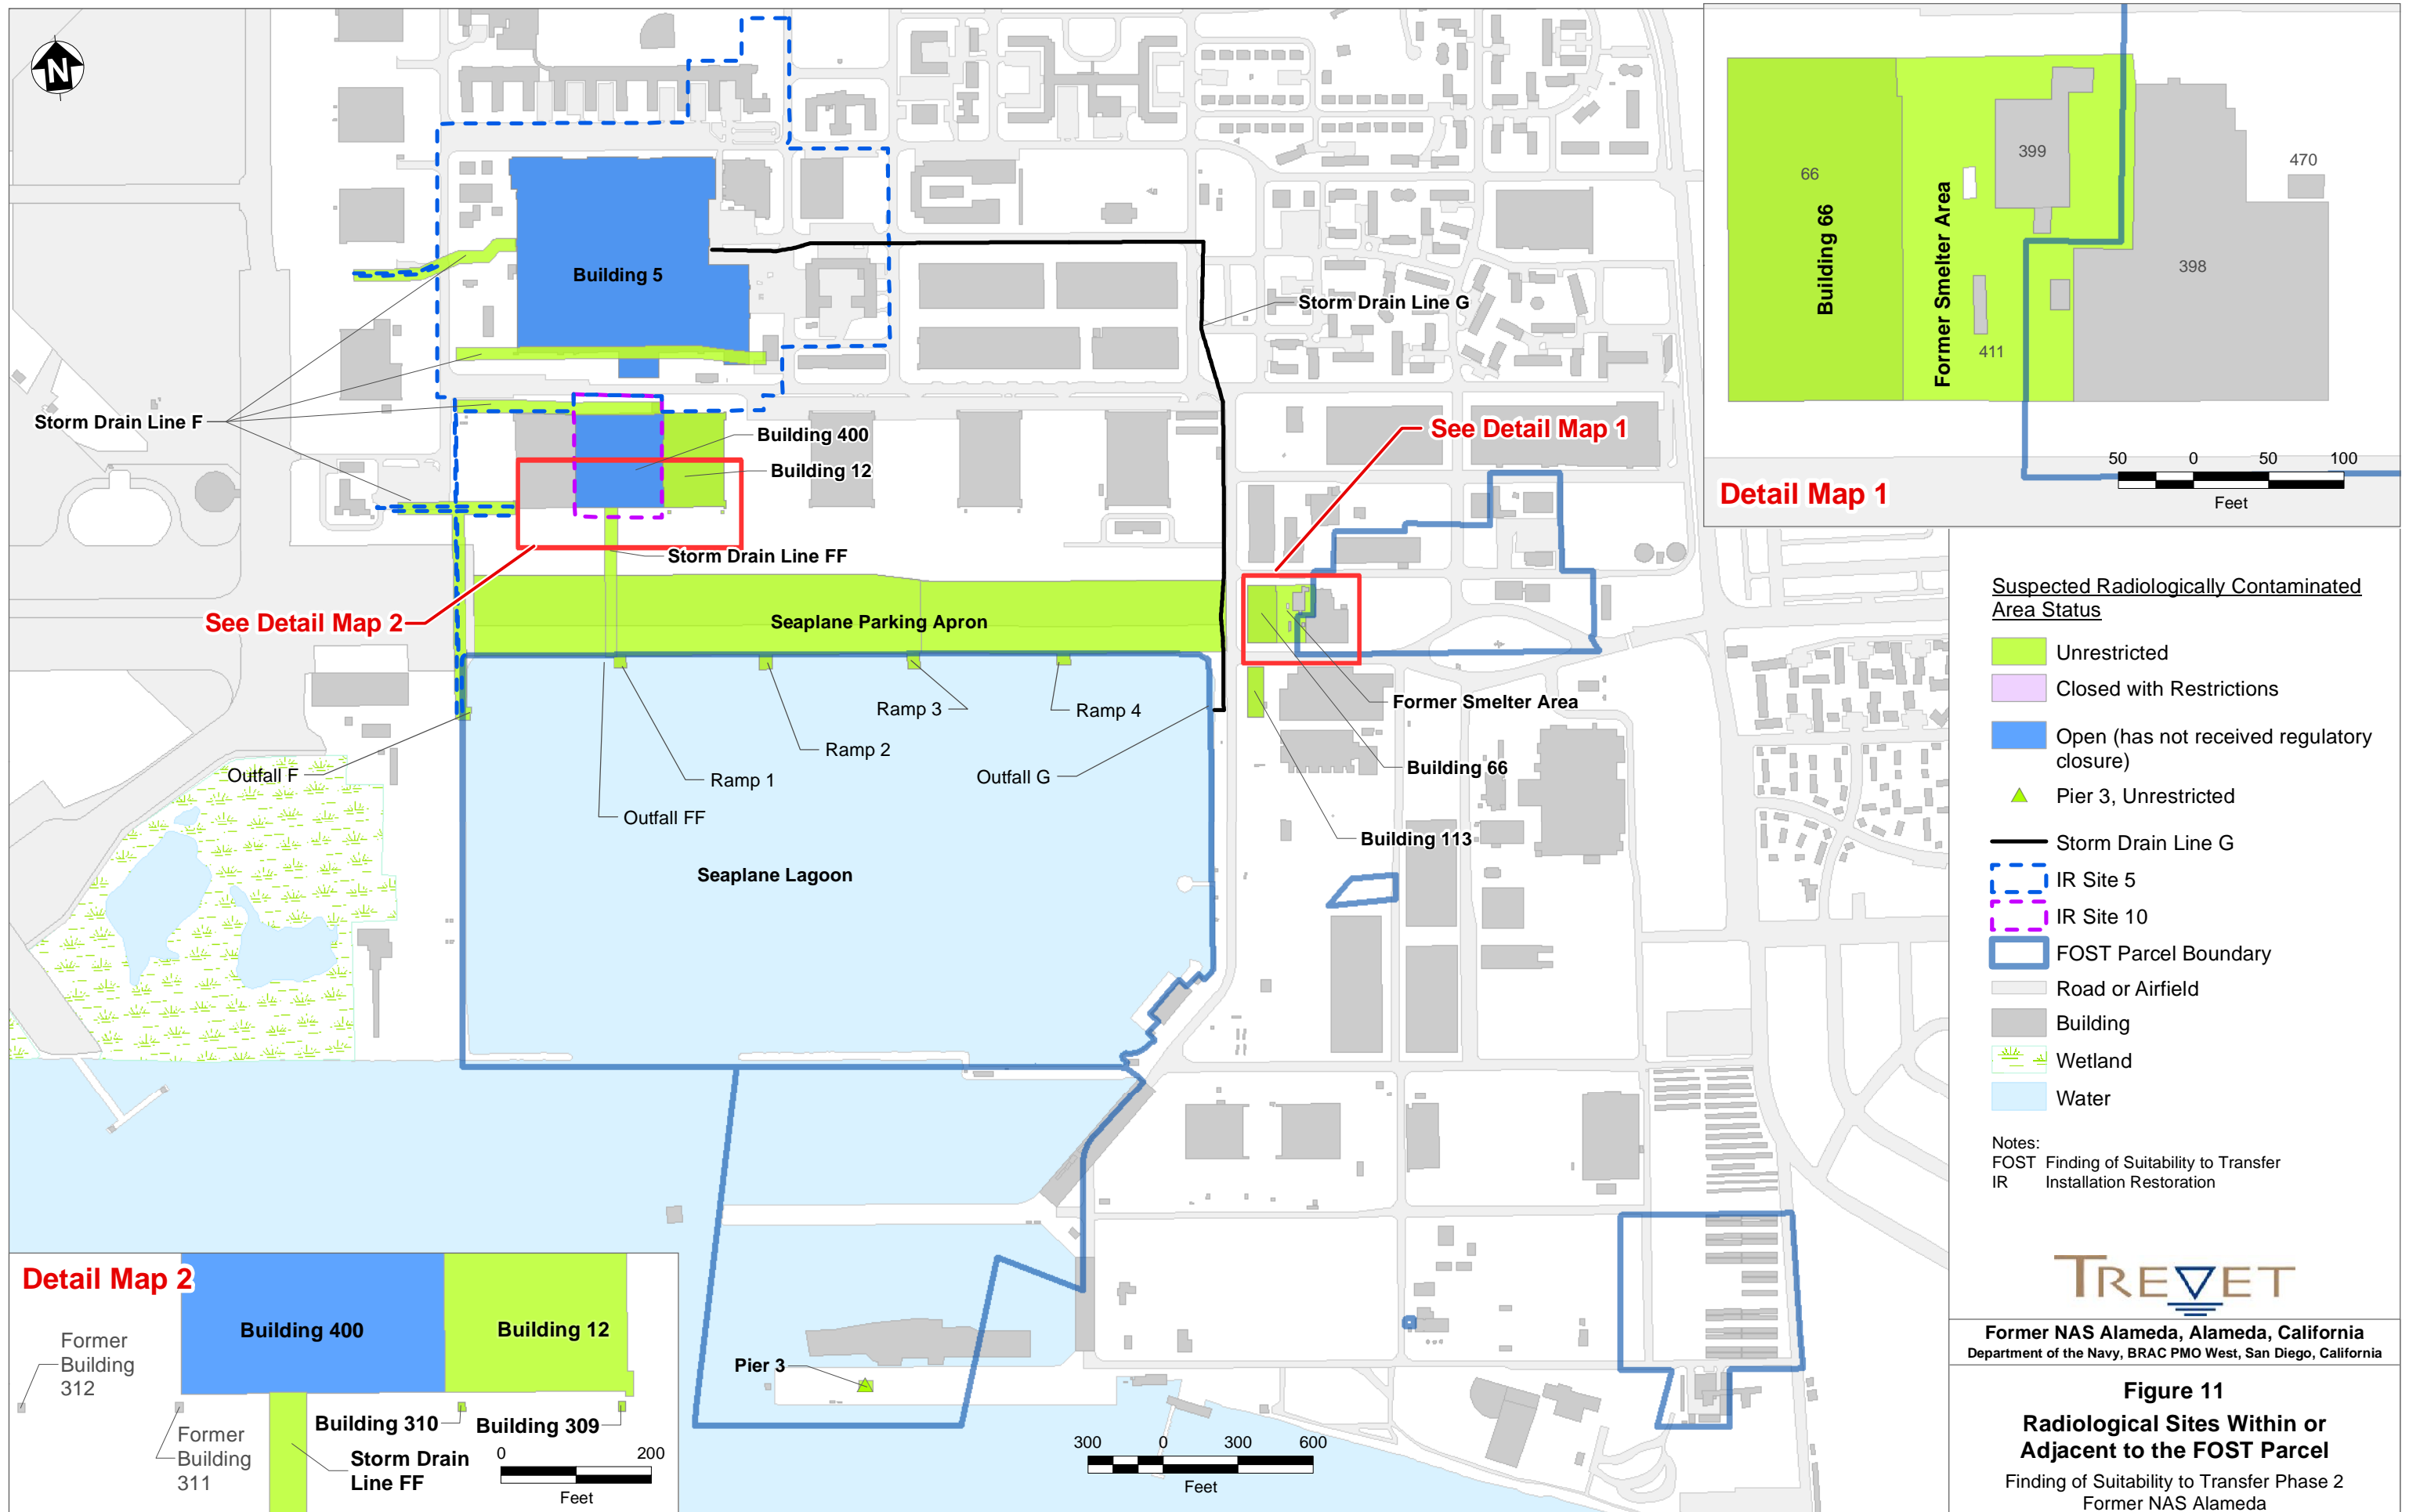 N
Building 5
Storm Drain Line G
Storm Drain Line F
Building 400
Building 12
See Detail Map 1
Storm Drain Line FF
See Detail Map 2
Seaplane Parking Apron
Ramp 3
Ramp 4
Former Smelter Area
Ramp 2
Outfall F
Ramp 1
Outfall G
Building 66
Outfall FF
Building 113
Seaplane Lagoon
Pier 3
300 0 300 600
Feet
66
Building 66
Former Smelter Area
399
470
398
411
50 0 50 100
Feet
Detail Map 1
Suspected Radiologically Contaminated
Area Status
Unrestricted
Closed with Restrictions
Open (has not received regulatory
closure)
Pier 3, Unrestricted
Storm Drain Line G
IR Site 5
IR Site 10
FOST Parcel Boundary
Road or Airfield
Building
Wetland
Water
Notes:
FOST Finding of Suitability to Transfer
IR Installation Restoration
TREVET
Former NAS Alameda, Alameda, California
Department of the Navy, BRAC PMO West, San Diego, California
Figure 11
Radiological Sites Within or
Adjacent to the FOST Parcel
Finding of Suitability to Transfer Phase 2
Former NAS Alameda
Detail Map 2
Building 400
Building 12
Former
Building
312
Former
Building
311
Building 310
Building 309
Storm Drain
Line FF
0 200
Feet